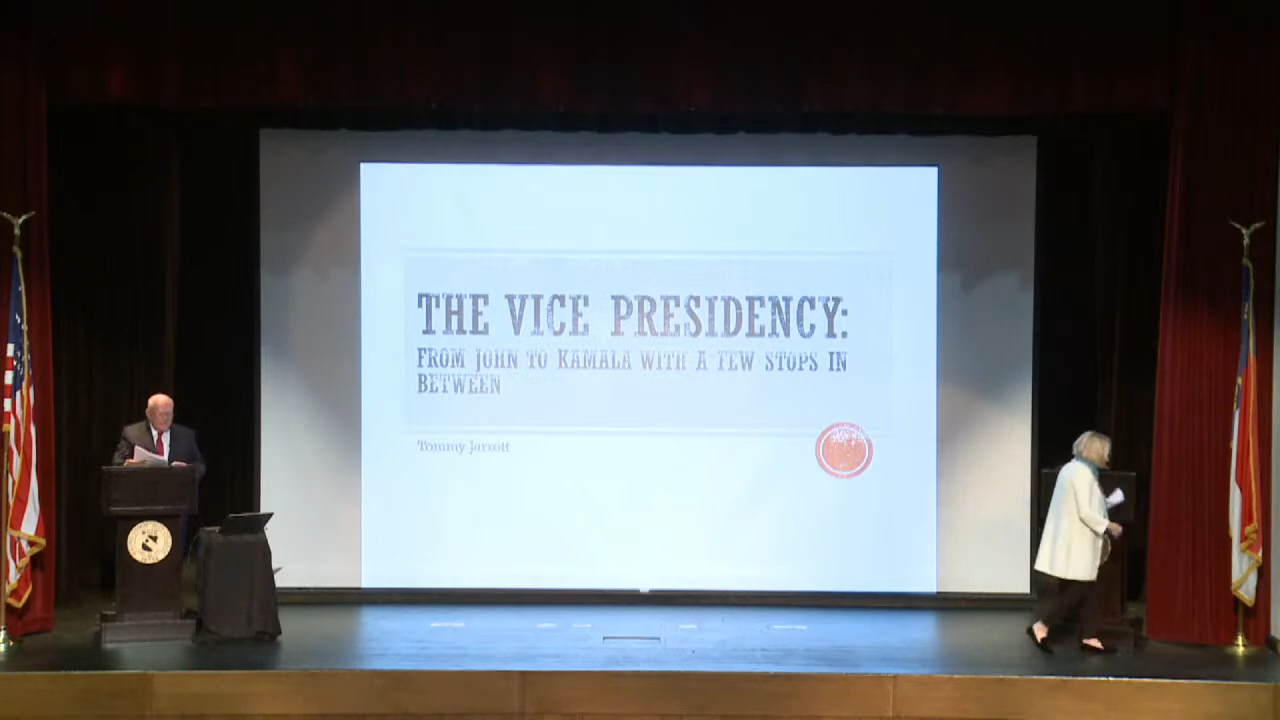 THE VICE PRESIDENCY:
FROM JOHN TO KAMALA WITH A FEW STOPS IN
BETWEEN
Tommy Jarrett